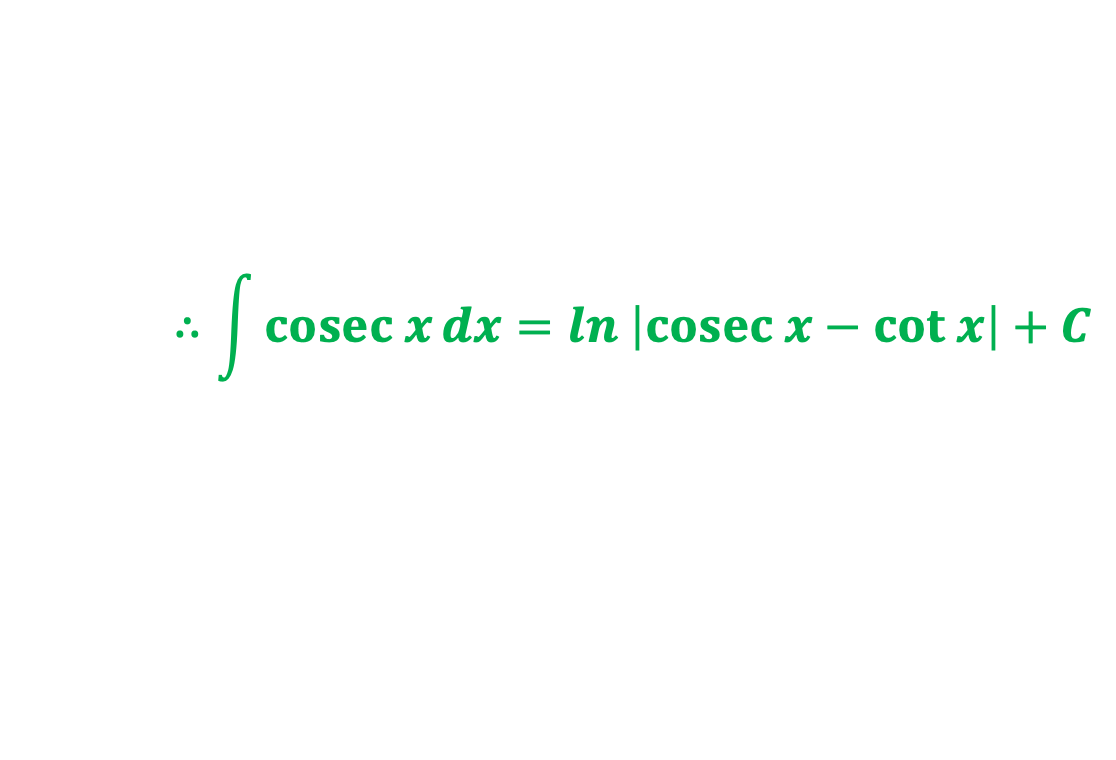 ∴ ∫ cosec x dx = ln |cosec x − cot x| + C